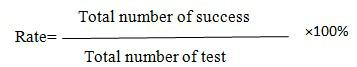 Total number of success
Rate= ×100%
Total number of test